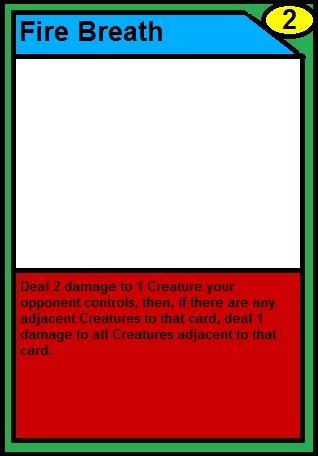 Fire Breath
2
Deal 2 damage to 1 Creature your
opponent controls, then, if there are any
adjacent Creatures to that card, deal 1
damage to all Creatures adjacent to that
card.